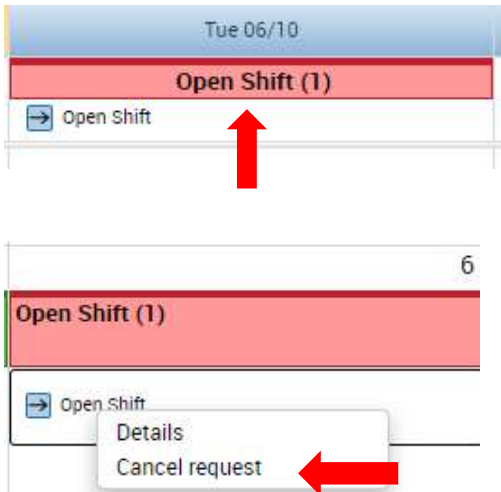 Tue 06/10
Open Shift (1)
Open Shift
6
Open Shift (1)
Open Shift
Details
Cancel request